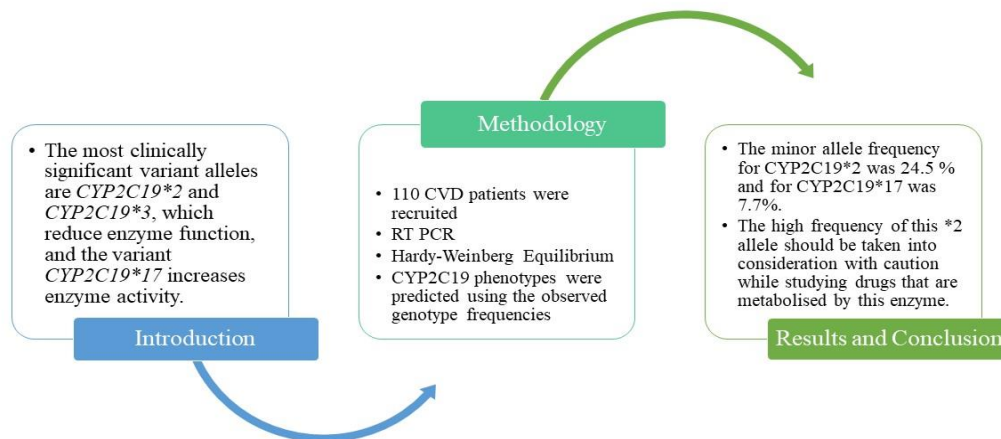 • The most clinically
significant variant alleles
are CYP2C19*2 and
CYP2C19*3, which
reduce enzyme function,
and the variant
CYP2C19*17 increases
enzyme activity.
Introduction
Methodology
• 110 CVD patients were
recruited
• RT PCR
• Hardy-Weinberg Equilibrium
• CYP2C19 phenotypes were
predicted using the observed
genotype frequencies
• The minor allele frequency
for CYP2C19*2 was 24.5 %
and for CYP2C19*17 was
7.7%.
• The high frequency of this *2
allele should be taken into
consideration with caution
while studying drugs that are
metabolised by this enzyme.
Results and Conclusion